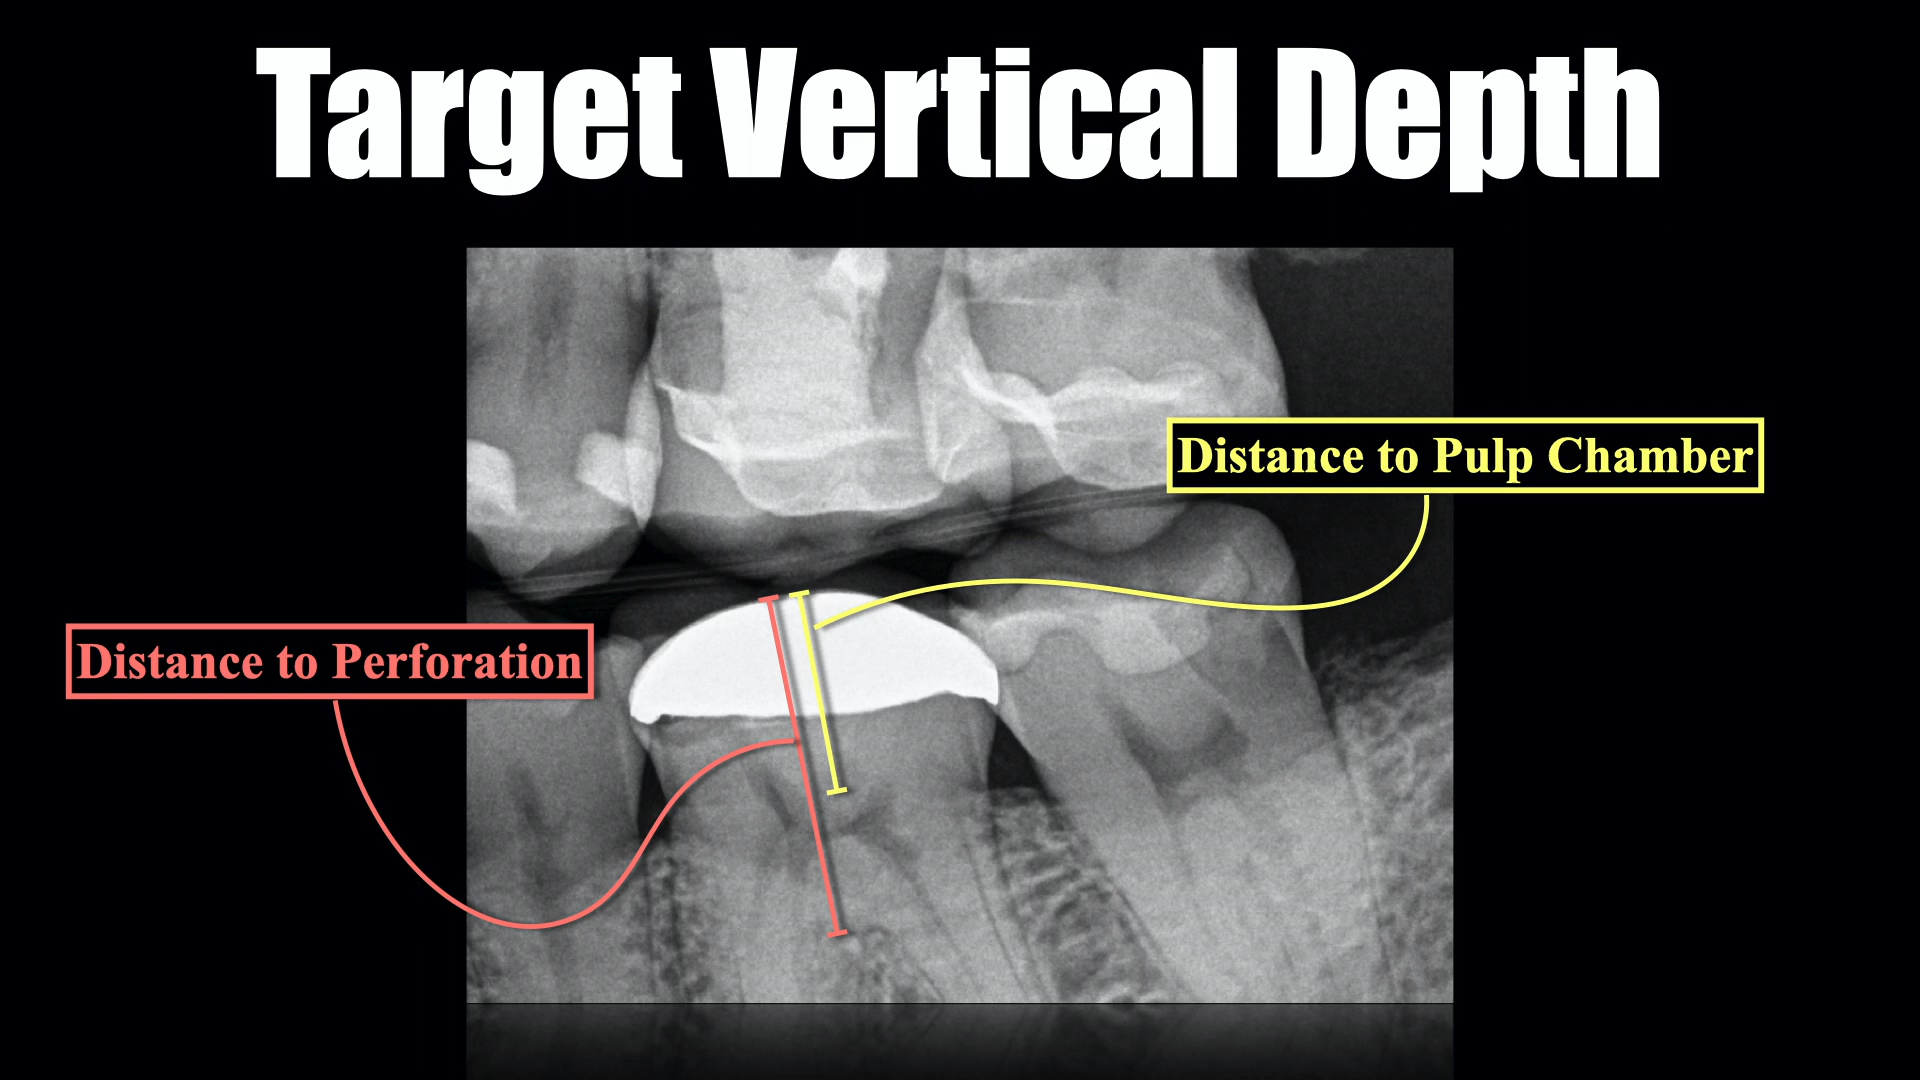 Target Vertical Depth
Distance to Pulp Chamber
Distance to Perforation